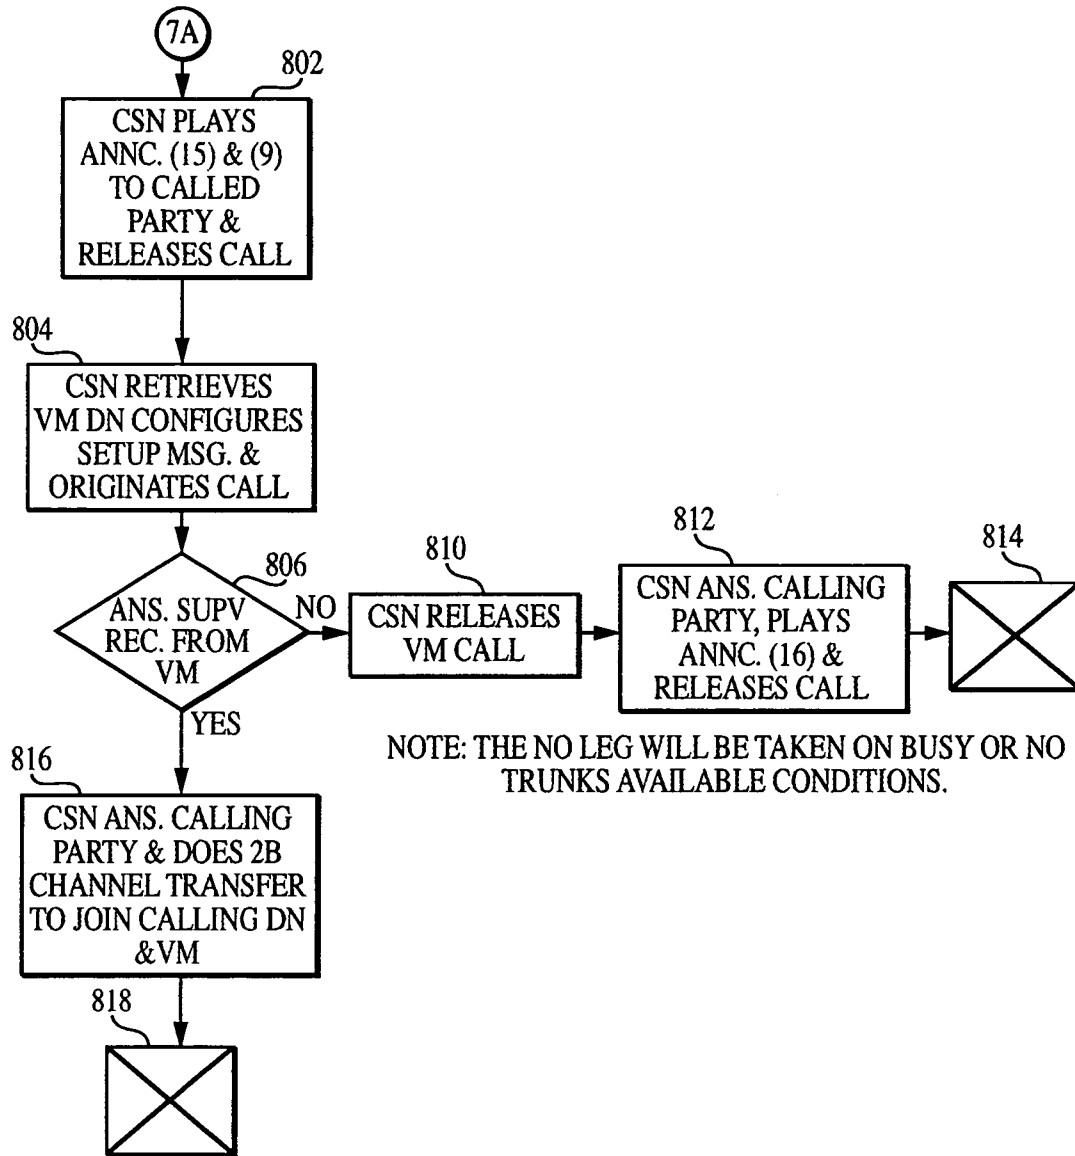 7A
802
CSN PLAYS
ANNC. (15) & (9)
TO CALLED
PARTY &
RELEASES CALL
804
CSN RETRIEVES
VM DN CONFIGURES
SETUP MSG. &
ORIGINATES CALL
806
ANS. SUPV
REC. FROM
VM
NO
YES
810
CSN RELEASES
VM CALL
812
CSN ANS. CALLING
PARTY, PLAYS
ANNC. (16) &
RELEASES CALL
814
NOTE: THE NO LEG WILL BE TAKEN ON BUSY OR NO
TRUNKS AVAILABLE CONDITIONS.
816
CSN ANS. CALLING
PARTY & DOES 2B
CHANNEL TRANSFER
TO JOIN CALLING DN
&VM
818